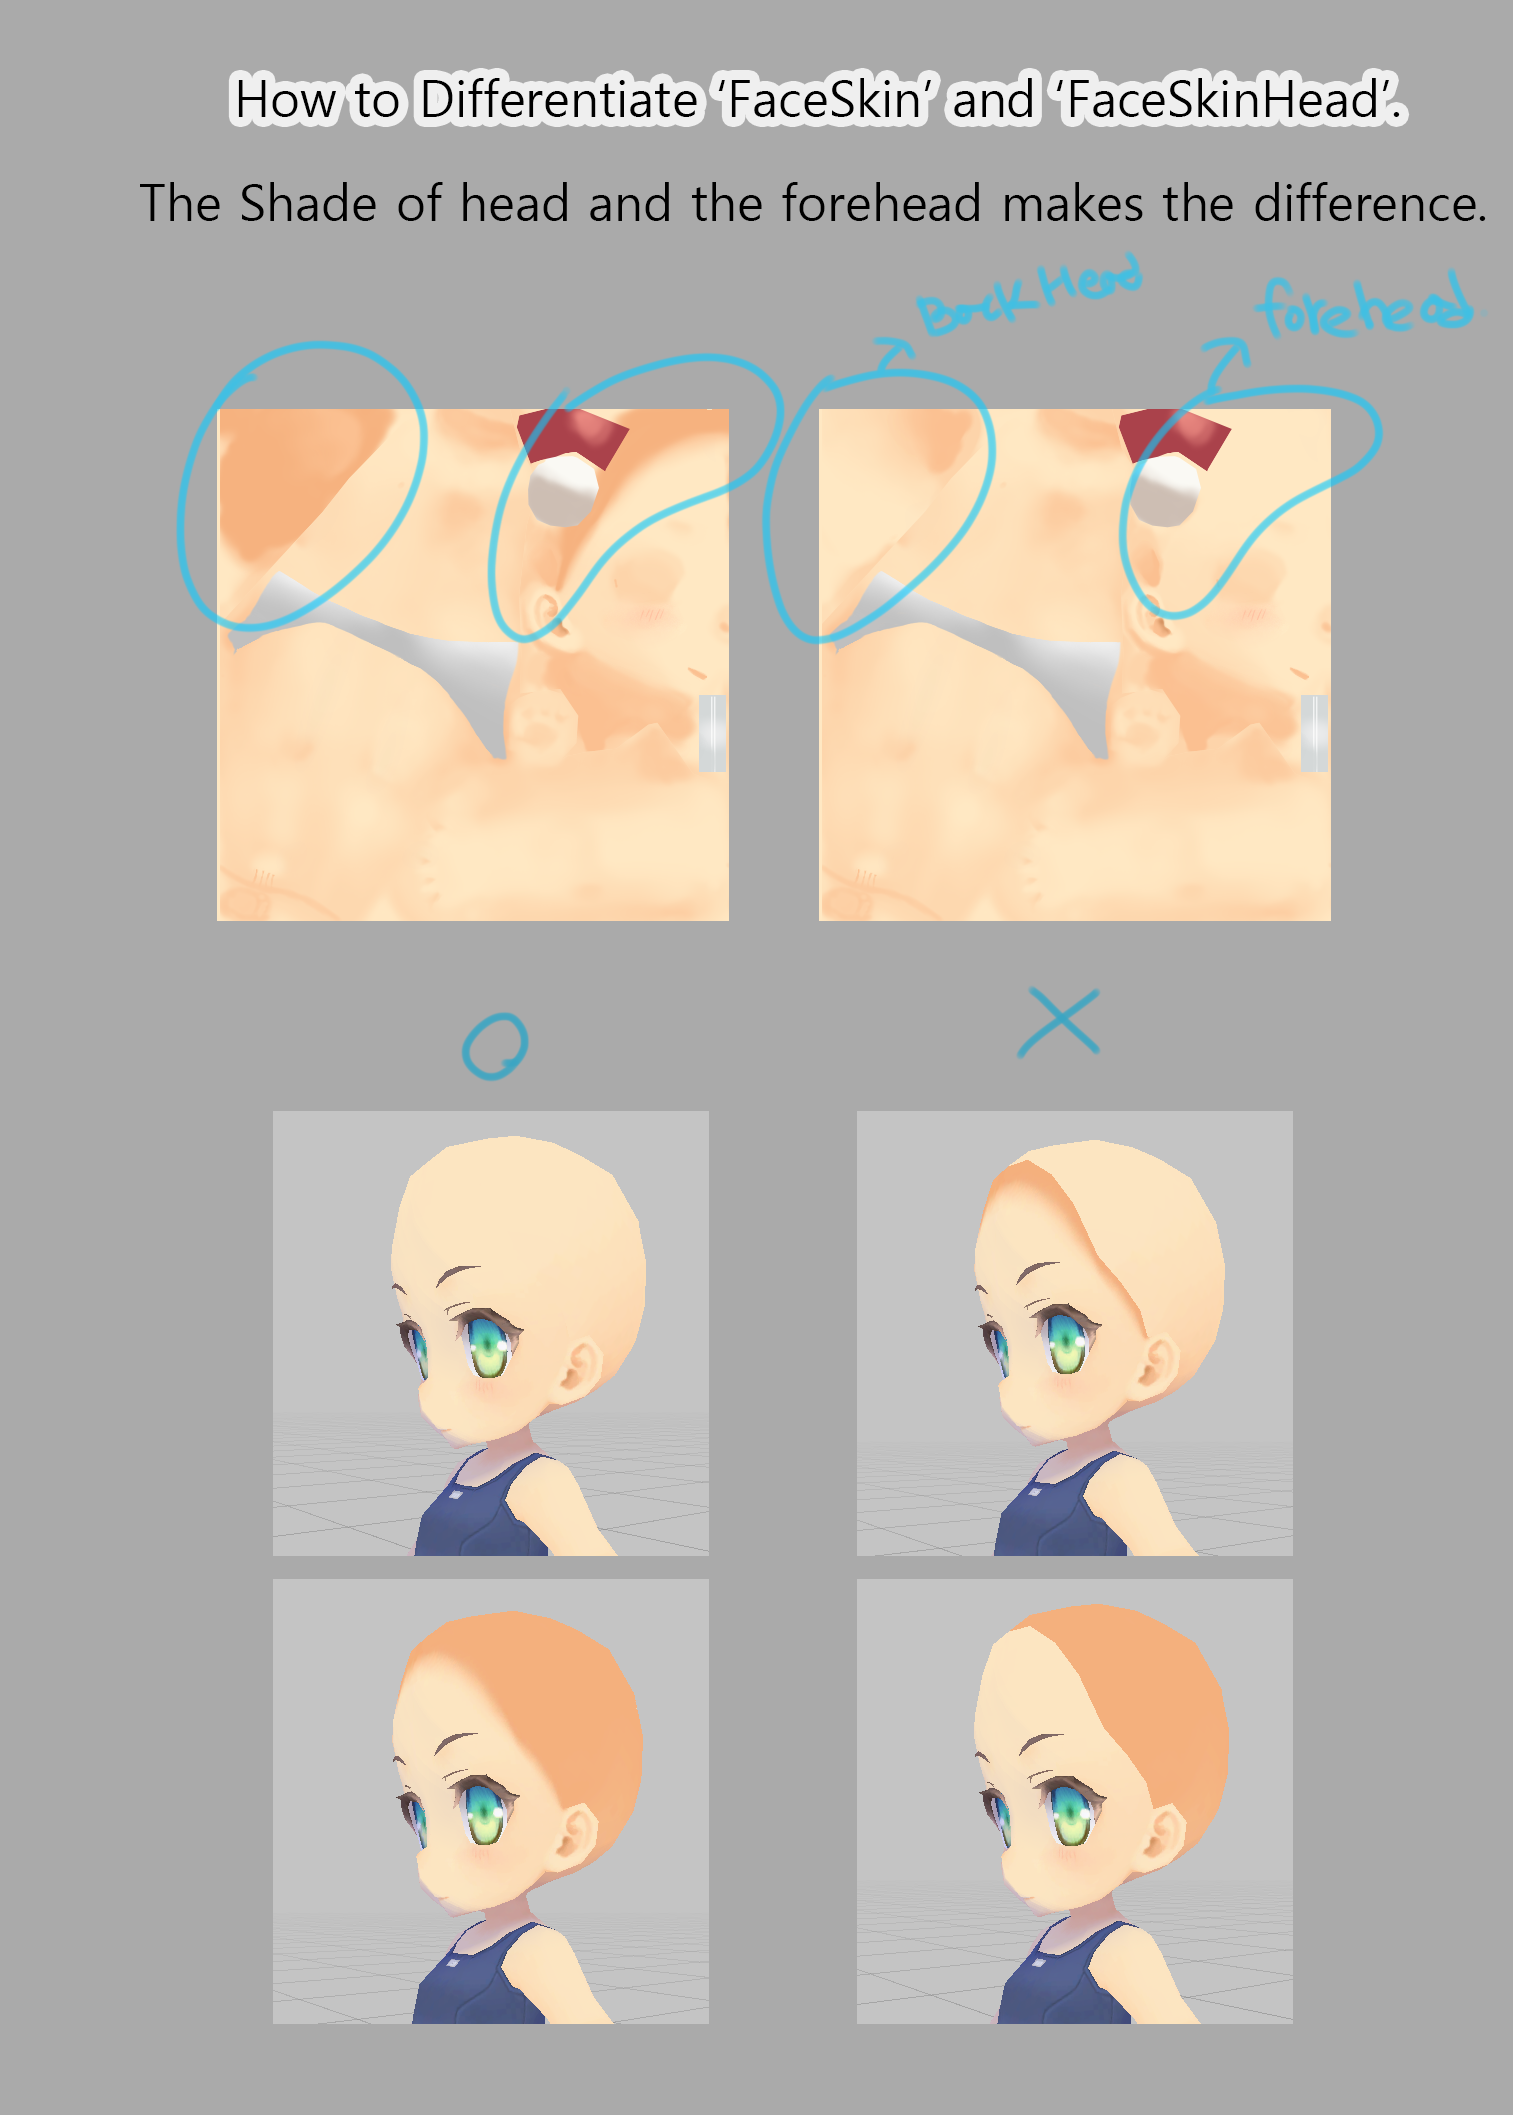 How to Differentiate ‘FaceSkin’ and ‘FaceSkinHead’.
The Shade of head and the forehead makes the difference.
Back Head
forehead
O
X